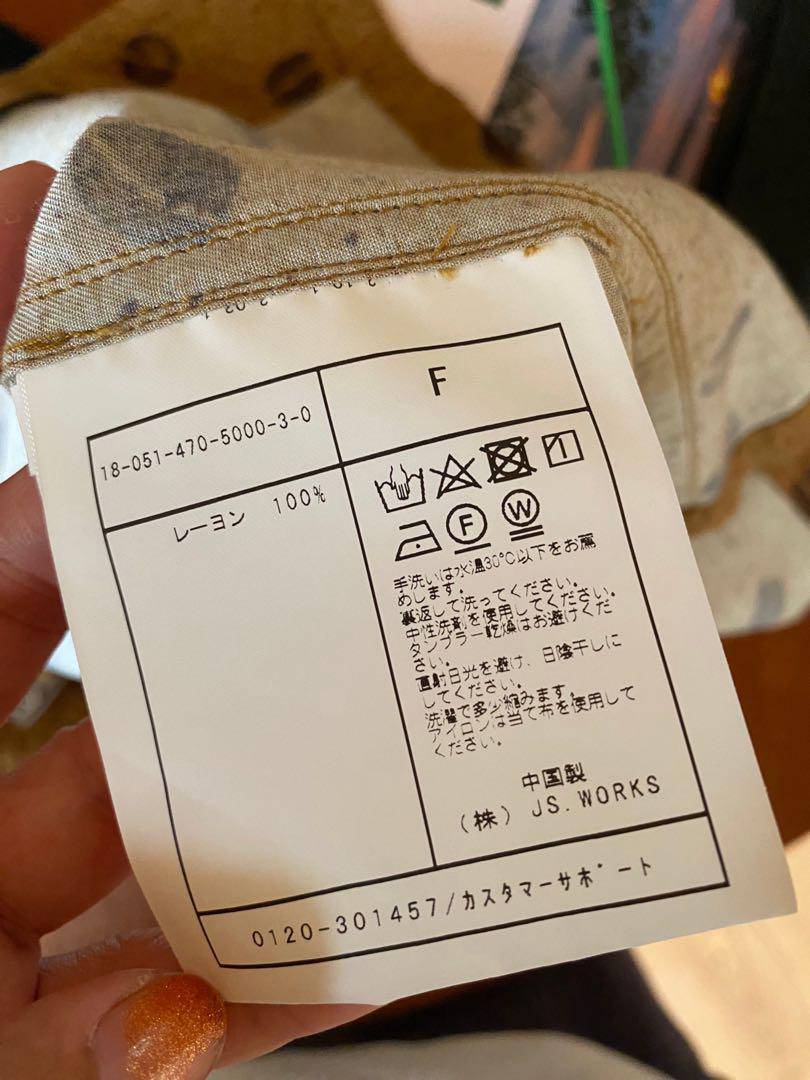 18-051-470-5000-3-0
F
レーヨン 100%
F W
手洗いは水温30℃以下をお薦
めします。
裏返して洗ってください。
中性洗剤を使用してください。
タンブラー乾燥はお避けくだ
さい。
直射日光を避け、日陰干しに
してください。
洗濯で多少縮みます。
アイロンは当て布を使用して
ください。
中国製
(株) JS.WORKS
0120-301457/カスタマーサポート